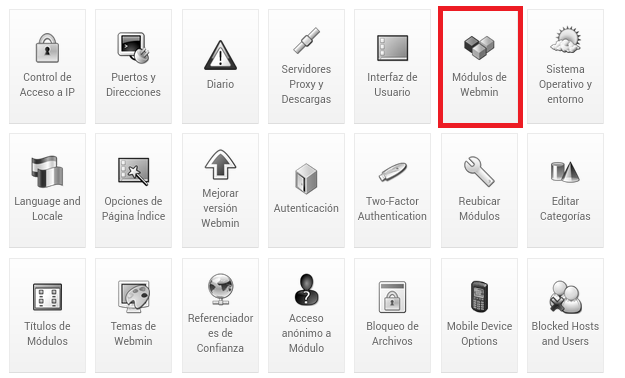 Control de
Acceso a IP
Puertos y
Direcciones
Diario
Servidores
Proxy y
Descargas
Interfaz de
Usuario
Módulos de
Webmin
Sistema
Operativo y
entorno
Language and
Locale
Opciones de
Página Índice
Mejorar
versión
Webmin
Autenticación
Two-Factor
Authentication
Reubicar
Módulos
Editar
Categorías
Títulos de
Módulos
Temas de
Webmin
Referenciador
es de
Confianza
?
Acceso
anónimo a
Módulo
Bloqueo de
Archivos
Mobile Device
Options
Blocked Hosts
and Users